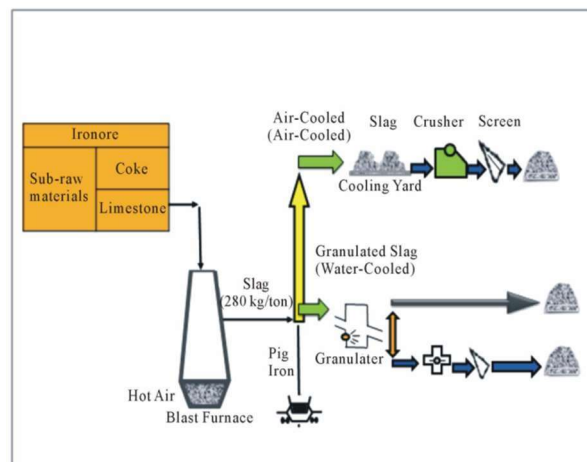 Ironore
Sub-raw
materials
Coke
Limestone
Air-Cooled
(Air-Cooled)
Slag
Crusher
Screen
Cooling Yard
Granulated Slag
(Water-Cooled)
Slag
(280 kg/ton)
Granulater
Pig
Iron
Hot Air
Blast Furnace